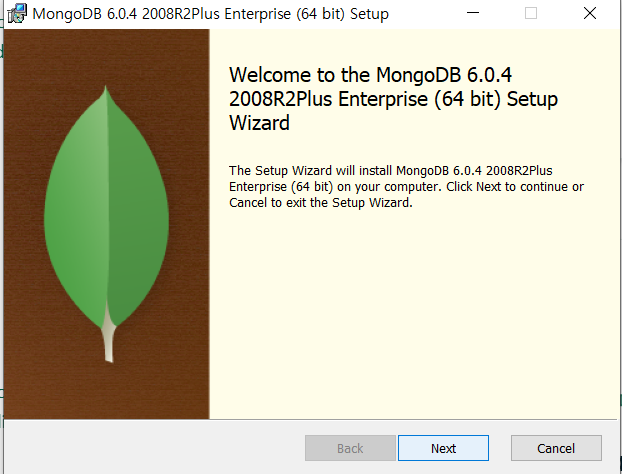 MongoDB 6.0.4 2008R2Plus Enterprise (64 bit) Setup
Welcome to the MongoDB 6.0.4
2008R2Plus Enterprise (64 bit) Setup
Wizard
The Setup Wizard will install MongoDB 6.0.4 2008R2Plus
Enterprise (64 bit) on your computer. Click Next to continue or
Cancel to exit the Setup Wizard.
Back
Next
Cancel